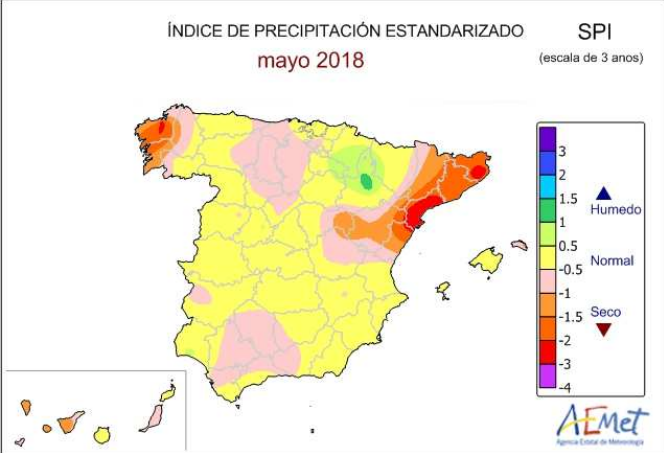 ÍNDICE DE PRECIPITACIÓN ESTANDARIZADO
SPI
mayo 2018
(escala de 3 anos)
3
2
1.5
Humedo
1
0.5
Normal
-0.5
-1
Seco
-1.5
-2
-3
-4
AEMet
Agencia Estatal de Meteorología